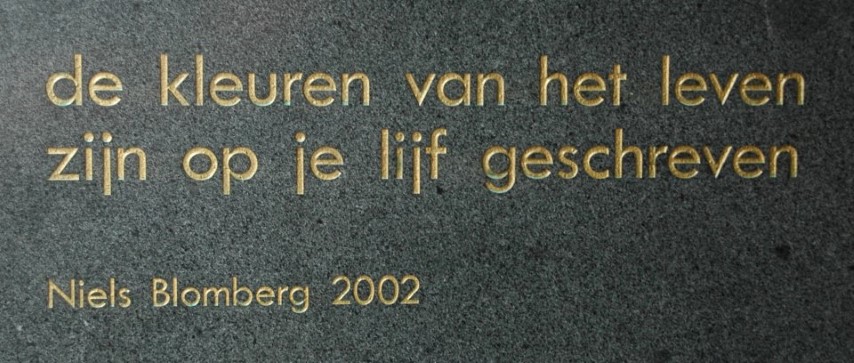 de kleuren van het leven
zijn op je lijf geschreven
Niels Blomberg 2002